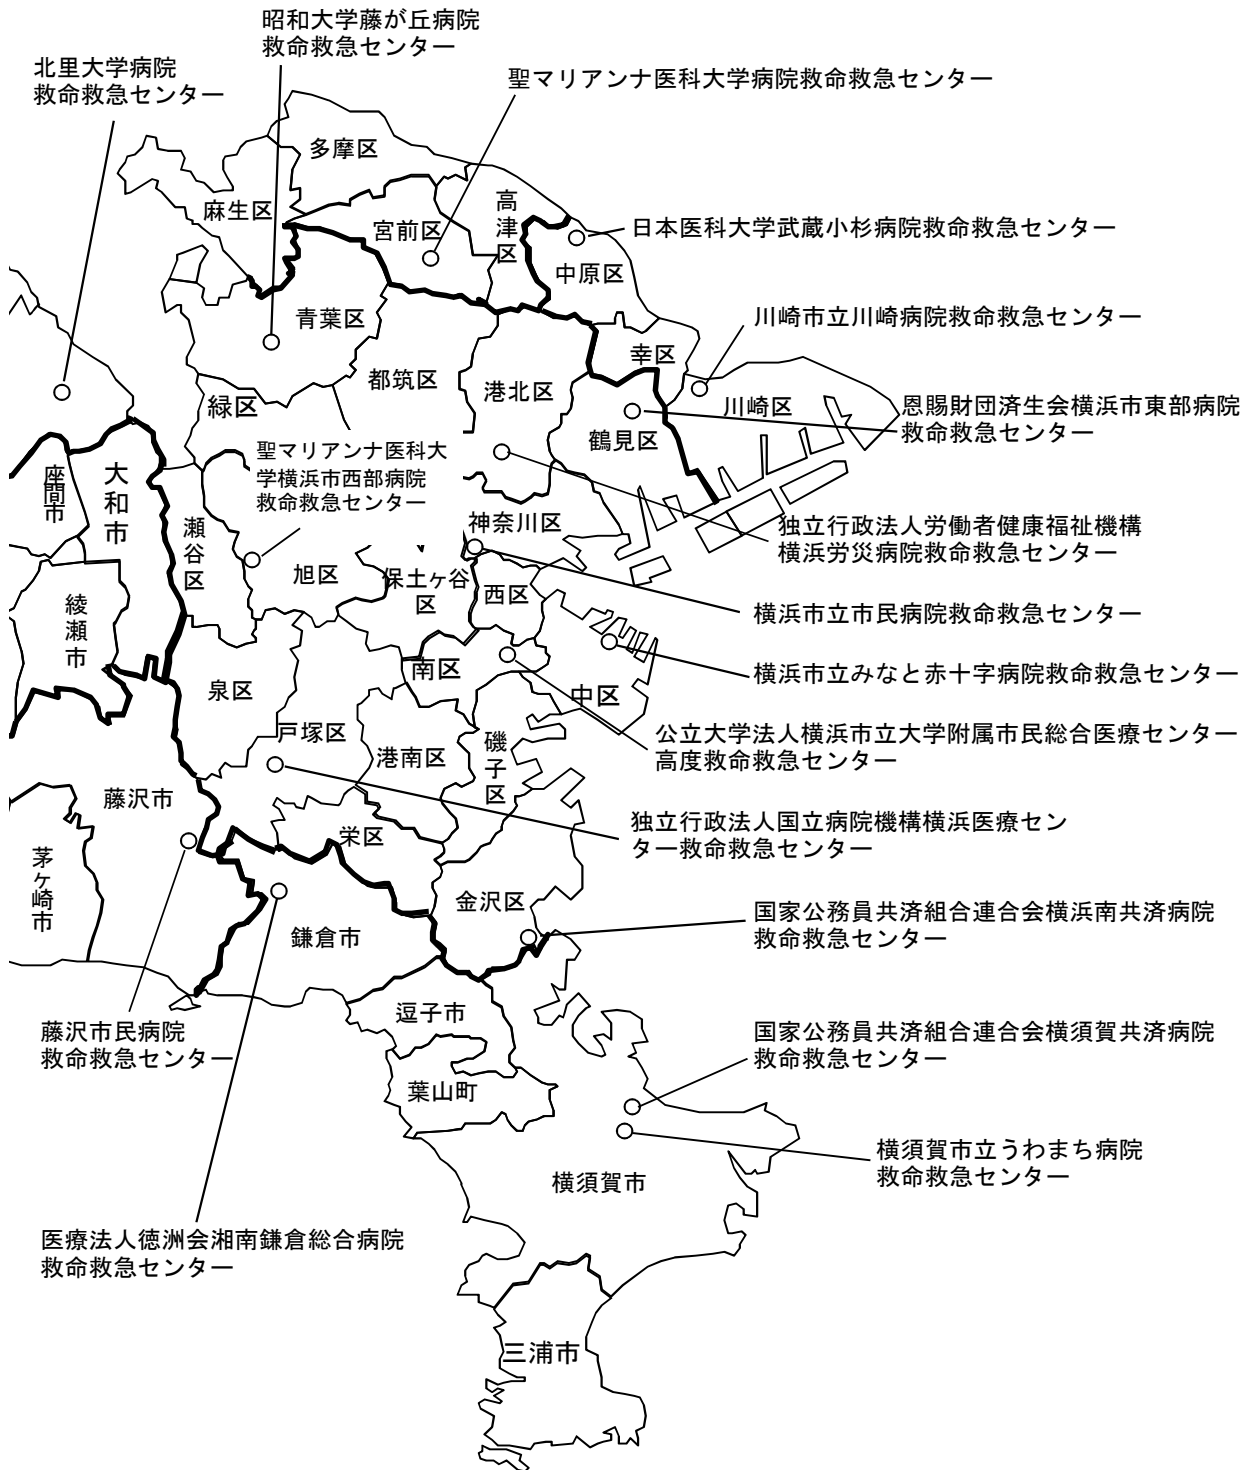 昭和大学藤が丘病院
救命救急センター
北里大学病院
救命救急センター
聖マリアンナ医科大学病院救命救急センター
多摩区
麻生区
宮前区
高津区
日本医科大学武蔵小杉病院救命救急センター
中原区
青葉区
川崎市立川崎病院救命救急センター
幸区
都筑区
港北区
緑区
川崎区
恩賜財団済生会横浜市東部病院
救命救急センター
鶴見区
聖マリアンナ医科大
学横浜市西部病院
救命救急センター
座間市
大和市
瀬谷区
神奈川区
独立行政法人労働者健康福祉機構
横浜労災病院救命救急センター
旭区
保土ヶ谷
区
西区
横浜市立市民病院救命救急センター
綾瀬市
南区
横浜市立みなと赤十字病院救命救急センター
泉区
中区
戸塚区
港南区
磯子区
公立大学法人横浜市立大学附属市民総合医療センター
高度救命救急センター
藤沢市
独立行政法人国立病院機構横浜医療セン
ター救命救急センター
栄区
茅ヶ崎市
金沢区
国家公務員共済組合連合会横浜南共済病院
救命救急センター
鎌倉市
逗子市
藤沢市民病院
救命救急センター
国家公務員共済組合連合会横須賀共済病院
救命救急センター
葉山町
横須賀市立うわまち病院
救命救急センター
横須賀市
医療法人徳洲会湘南鎌倉総合病院
救命救急センター
三浦市